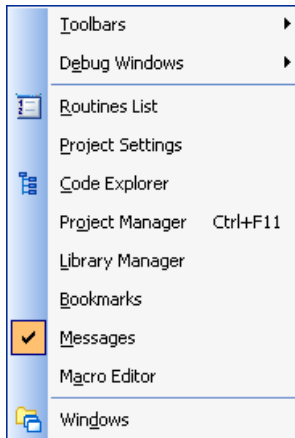 Toolbars
Debug Windows
Routines List
Project Settings
Code Explorer
Project Manager Ctrl+F11
Library Manager
Bookmarks
Messages
Macro Editor
Windows